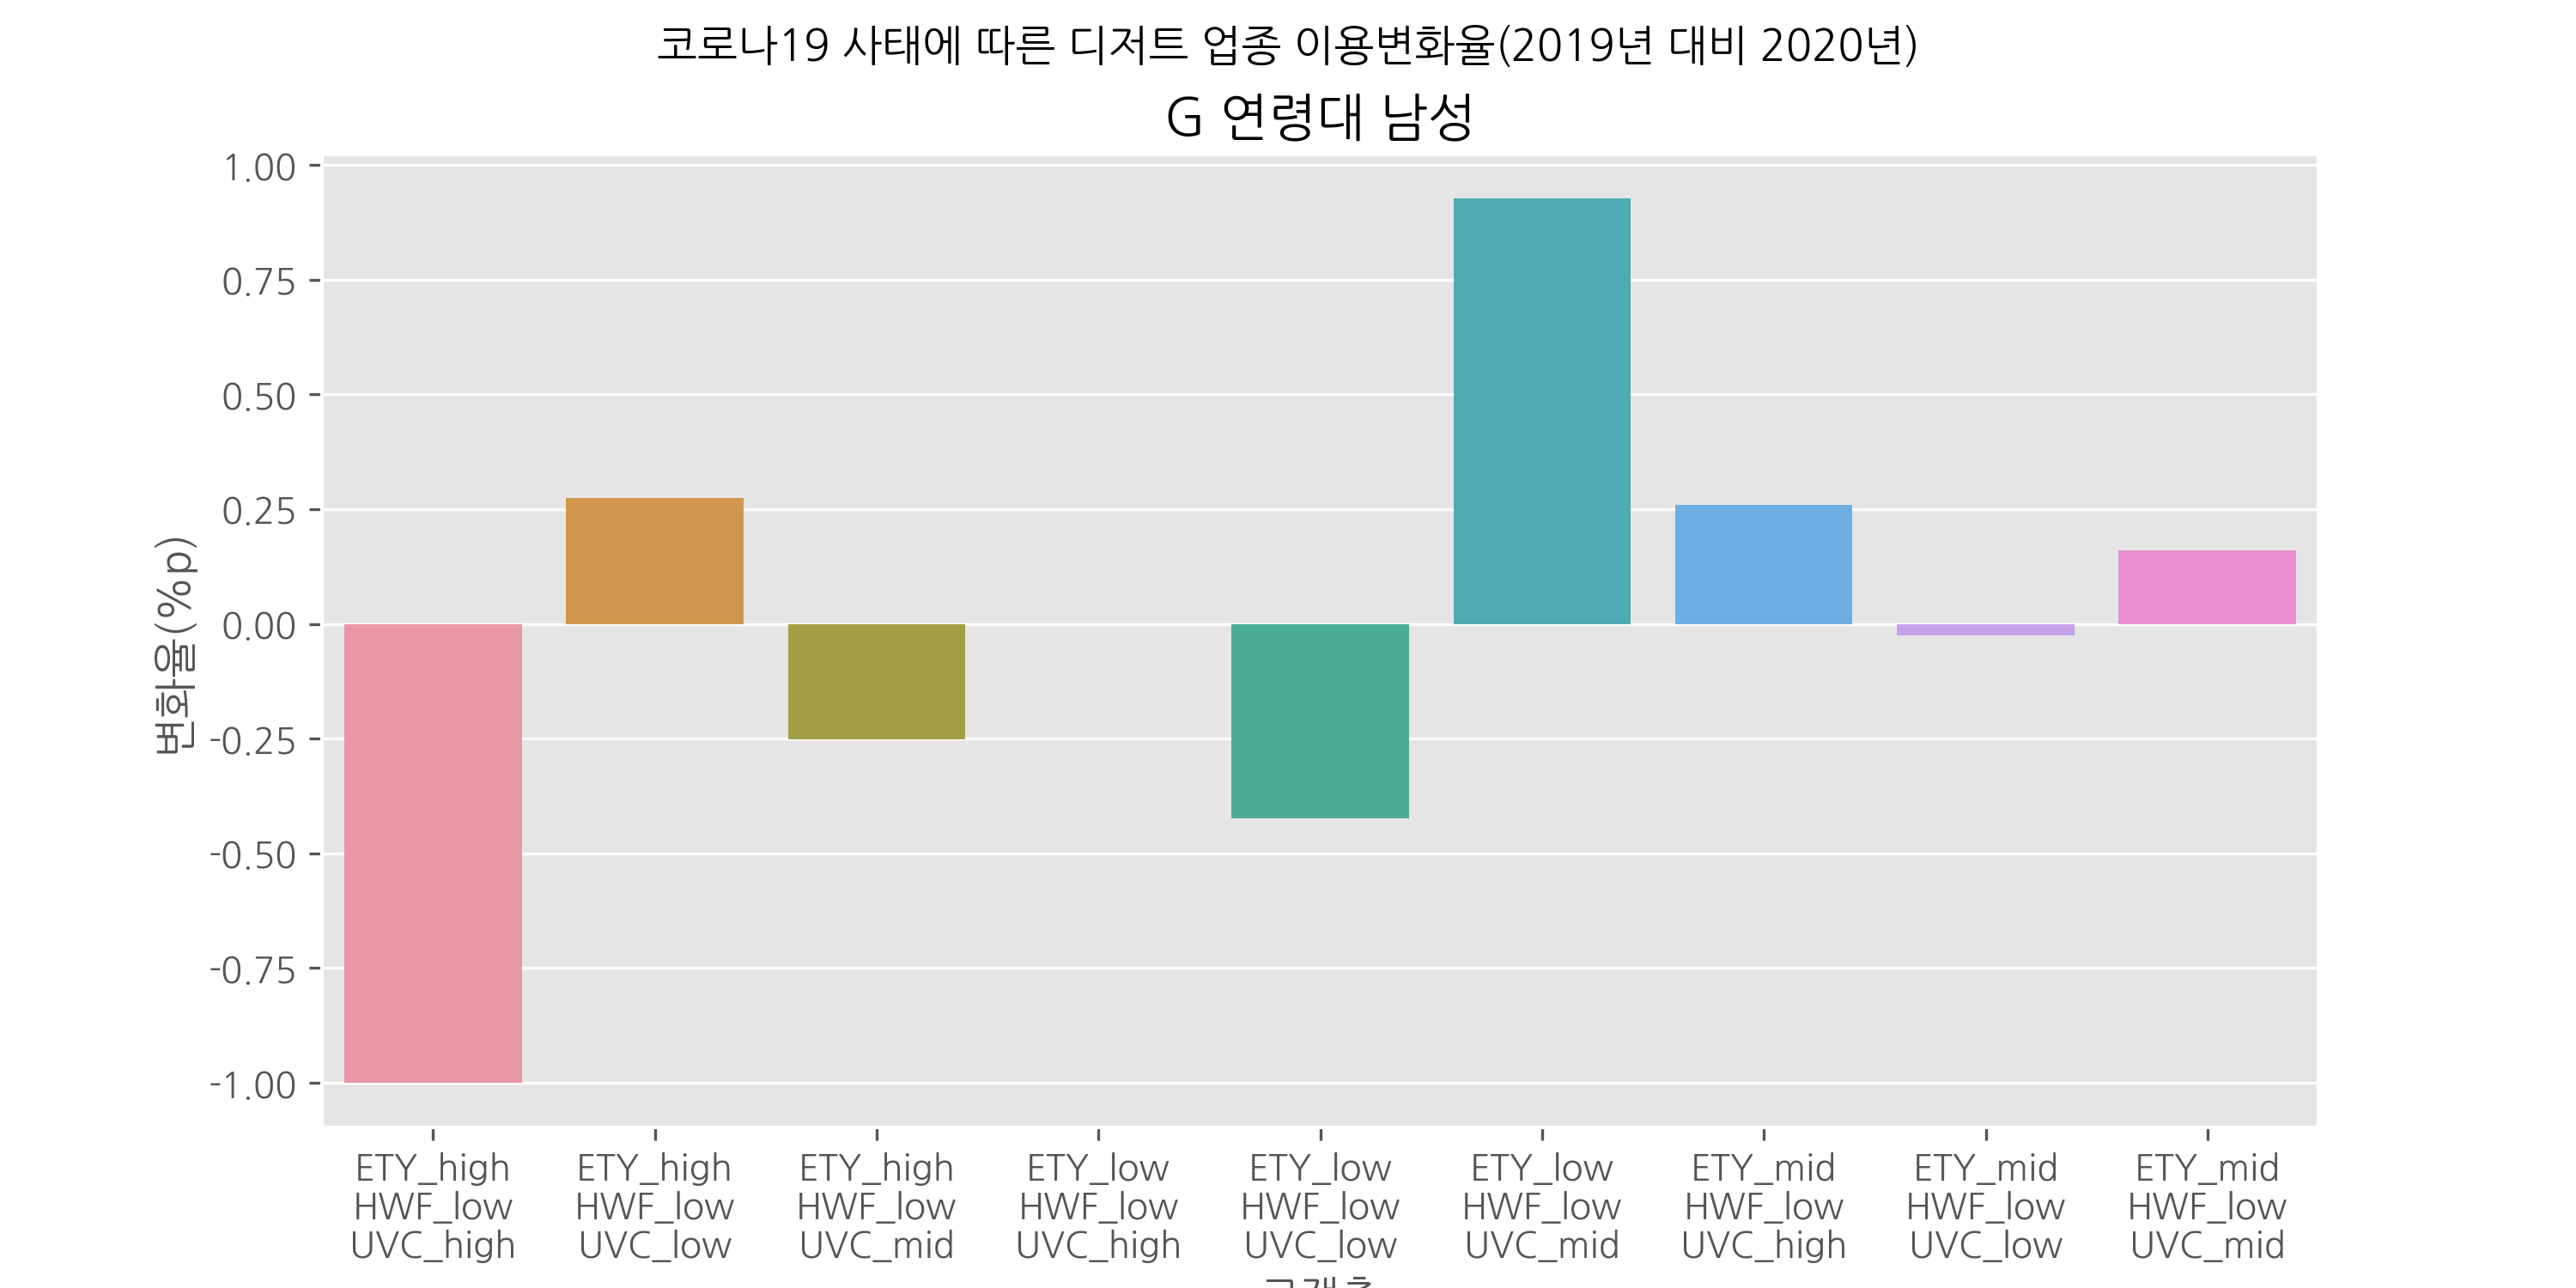 코로나19 사태에 따른 디저트 업종 이용변화율(2019년 대비 2020년)
G 연령대 남성
변화율(%p)
1.00
0.75
0.50
0.25
0.00
-0.25
-0.50
-0.75
-1.00
ETY_high HWF_low UVC_high
ETY_high HWF_low UVC_low
ETY_high HWF_low UVC_mid
ETY_low HWF_low UVC_high
ETY_low HWF_low UVC_low
ETY_low HWF_low UVC_mid
ETY_mid HWF_low UVC_high
ETY_mid HWF_low UVC_low
ETY_mid HWF_low UVC_mid